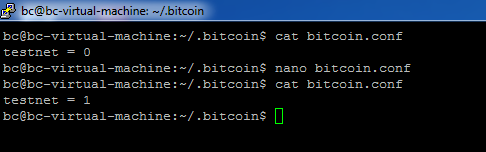 bc@bc-virtual-machine: ~/.bitcoin
bc@bc-virtual-machine:~/.bitcoin$ cat bitcoin.conf
testnet = 0
bc@bc-virtual-machine:~/.bitcoin$ nano bitcoin.conf
bc@bc-virtual-machine:~/.bitcoin$ cat bitcoin.conf
testnet = 1
bc@bc-virtual-machine:~/.bitcoin$